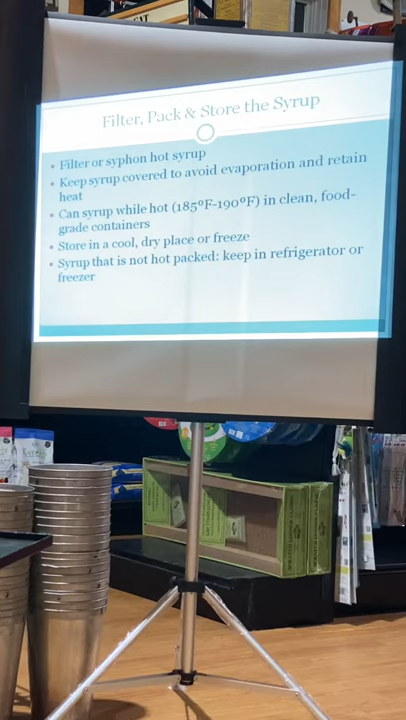 Filter, Pack & Store the Syrup
• Filter or syphon hot syrup
• Keep syrup covered to avoid evaporation and retain
heat
• Can syrup while hot (185°F-190°F) in clean, food-
grade containers
• Store in a cool, dry place or freeze
• Syrup that is not hot packed: keep in refrigerator or
freezer